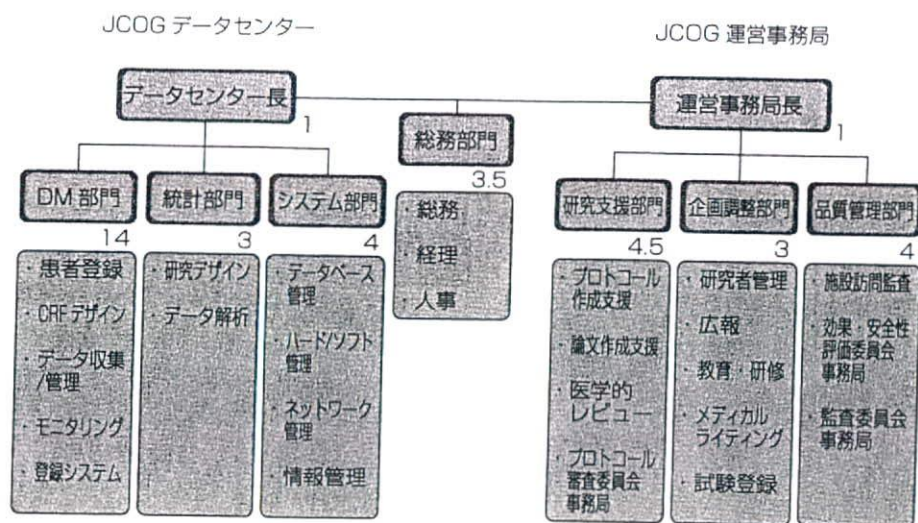 JCOG データセンター
JCOG 運営事務局
データセンター長
1
総務部門
3.5
運営事務局長
1
DM 部門
14
統計部門
3
システム部門
4
研究支援部門
4.5
企画調整部門
3
品質管理部門
4
・患者登録
・CRFデザイン
・データ収集
/管理
・モニタリング
・登録システム
・研究デザイン
・データ解析
・データベース
管理
・ハード/ソフト
管理
・ネットワーク
管理
・情報管理
・総務
・経理
・人事
・プロトコール
作成支援
・論文作成支援
・医学的
レビュー
・プロトコール
審査委員会
事務局
・研究者管理
・広報
・教育・研修
・メディカル
ライティング
・試験登録
・施設訪問監査
・効果・安全性
評価委員会
事務局
・監査委員会
事務局